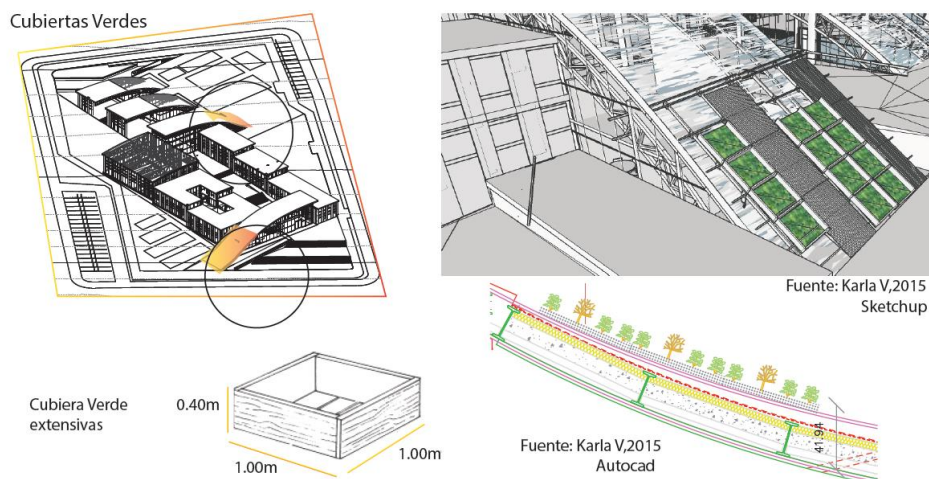 Cubiertas Verdes
Fuente: Karla V,2015
Sketchup
Cubiera Verde
extensivas
0.40m
1.00m
1.00m
Fuente: Karla V,2015
Autocad
41.94